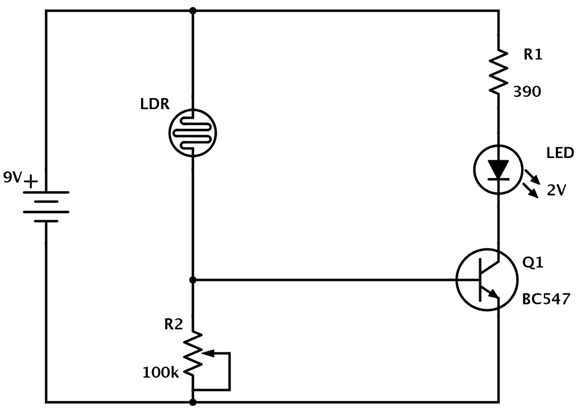 R1
390
LDR
LED
2V
9V +
Q1
BC547
R2
100k